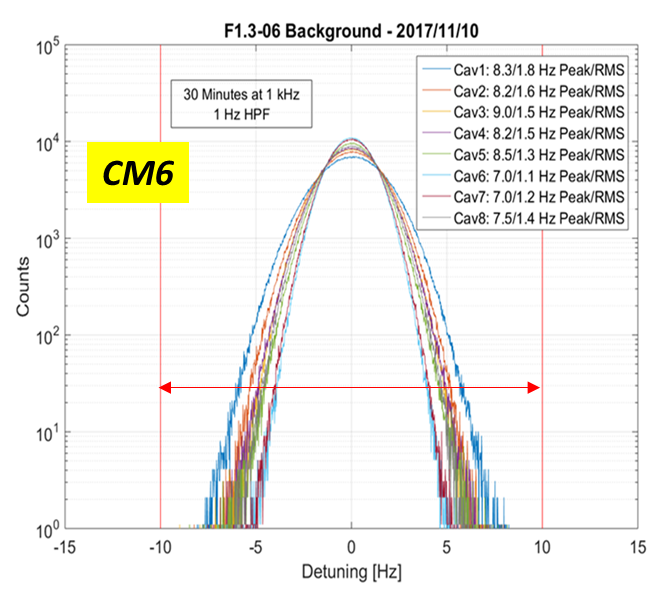 F1.3-06 Background - 2017/11/10
10^5
Cav1: 8.3/1.8 Hz Peak/RMS
Cav2: 8.2/1.6 Hz Peak/RMS
Cav3: 9.0/1.5 Hz Peak/RMS
Cav4: 8.2/1.5 Hz Peak/RMS
Cav5: 8.5/1.3 Hz Peak/RMS
Cav6: 7.0/1.1 Hz Peak/RMS
Cav7: 7.0/1.2 Hz Peak/RMS
Cav8: 7.5/1.4 Hz Peak/RMS
30 Minutes at 1 kHz
1 Hz HPF
10^4
CM6
10^3
Counts
10^2
10^1
10^0
-15 -10 -5 0 5 10 15
Detuning [Hz]